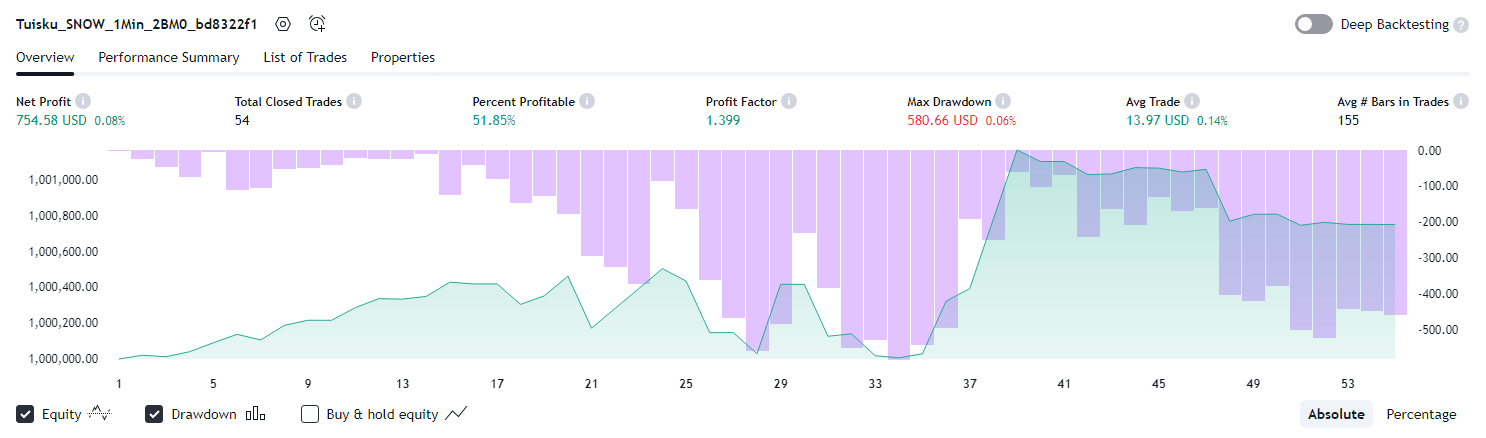 Tuisku_SNOW_1Min_2BM0_bd8322f1 Deep Backtesting ?
Overview Performance Summary List of Trades Properties
Net Profit i Total Closed Trades i Percent Profitable i Profit Factor i Max Drawdown i Avg Trade i Avg # Bars in Trades i
754.58 USD 0.08% 54 51.85% 1.399 580.66 USD 0.06% 13.97 USD 0.14% 155
0.00
1,001,000.00 -100.00
1,000,800.00 -200.00
1,000,600.00 -300.00
1,000,400.00 -400.00
1,000,200.00 -500.00
1,000,000.00
1 5 9 13 17 21 25 29 33 37 41 45 49 53
Equity Drawdown Buy & hold equity Absolute Percentage